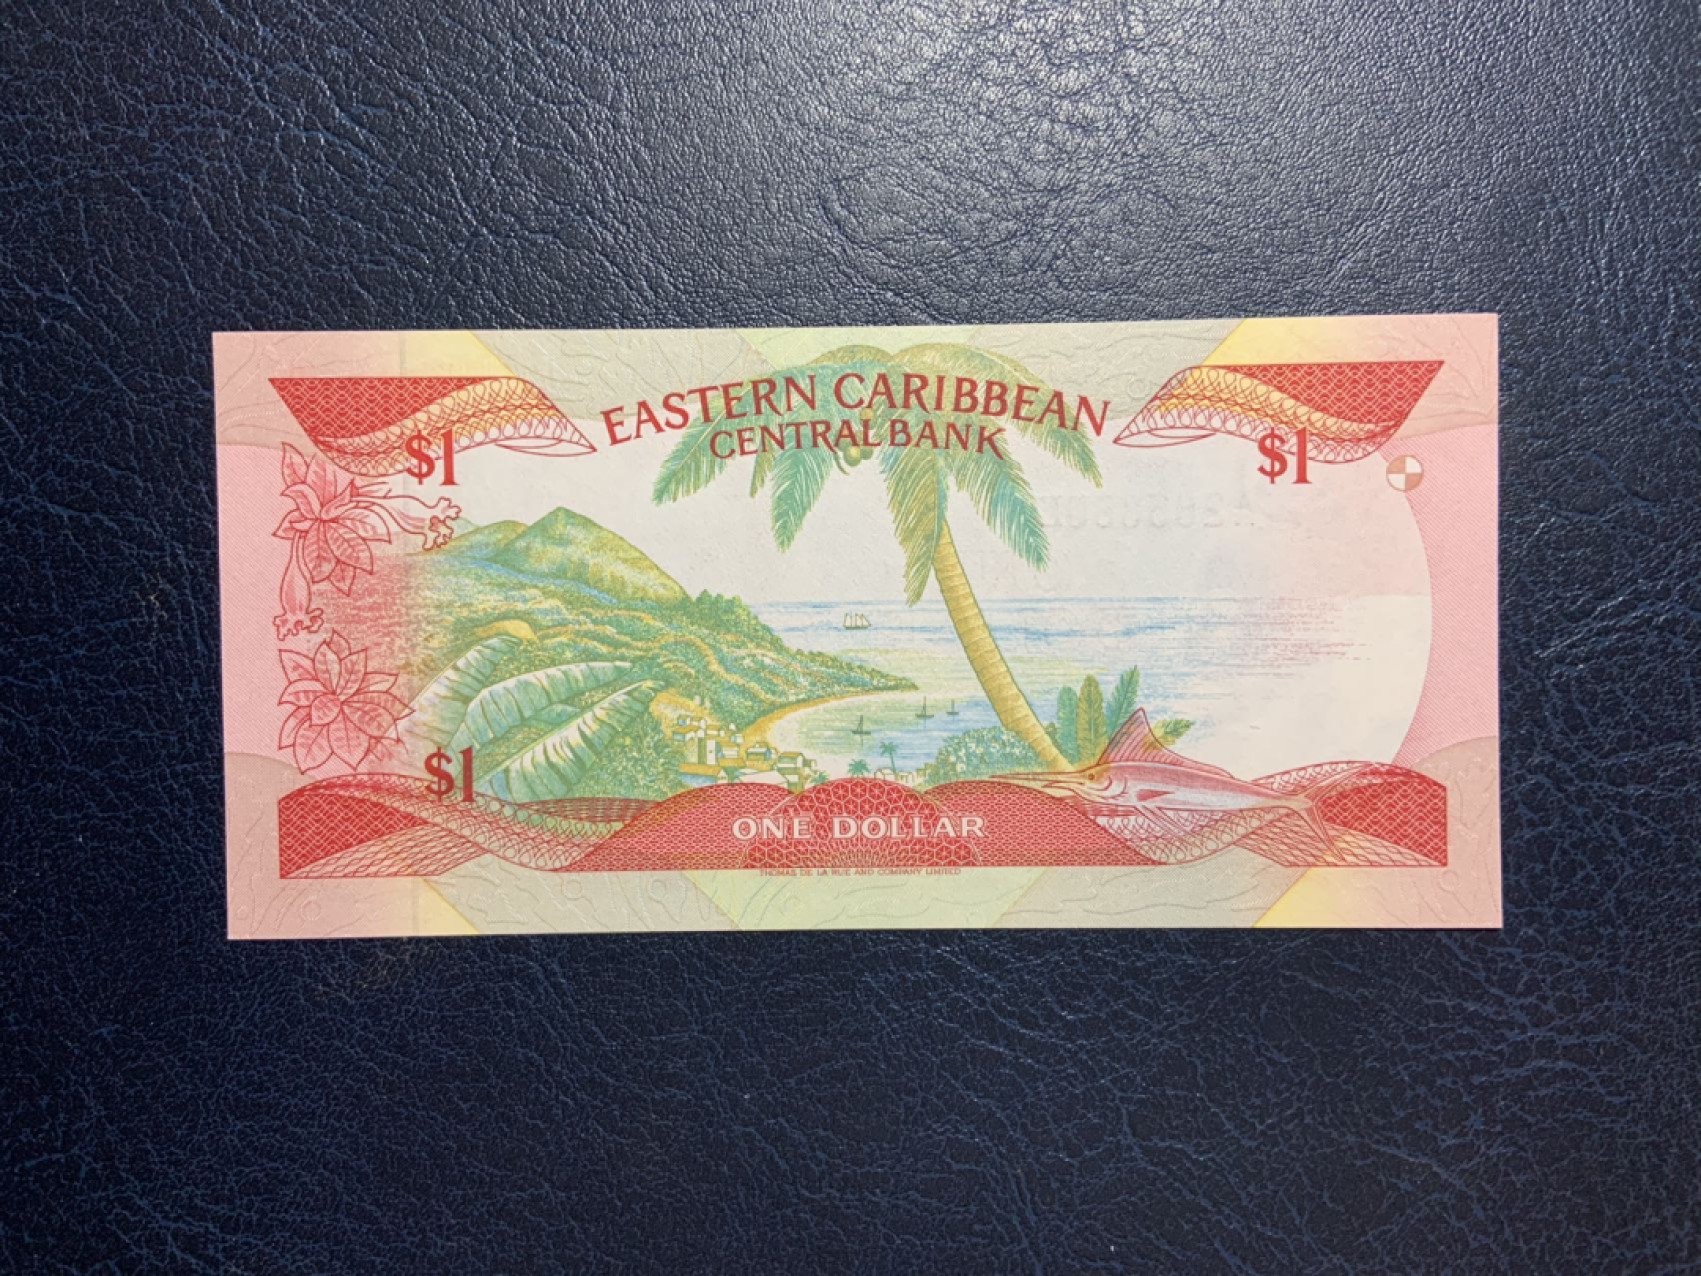 EASTERN CARIBBEAN
CENTRAL BANK
$1
$1
$1
ONE DOLLAR
THOMAS DE LA RUE AND COMPANY LIMITED